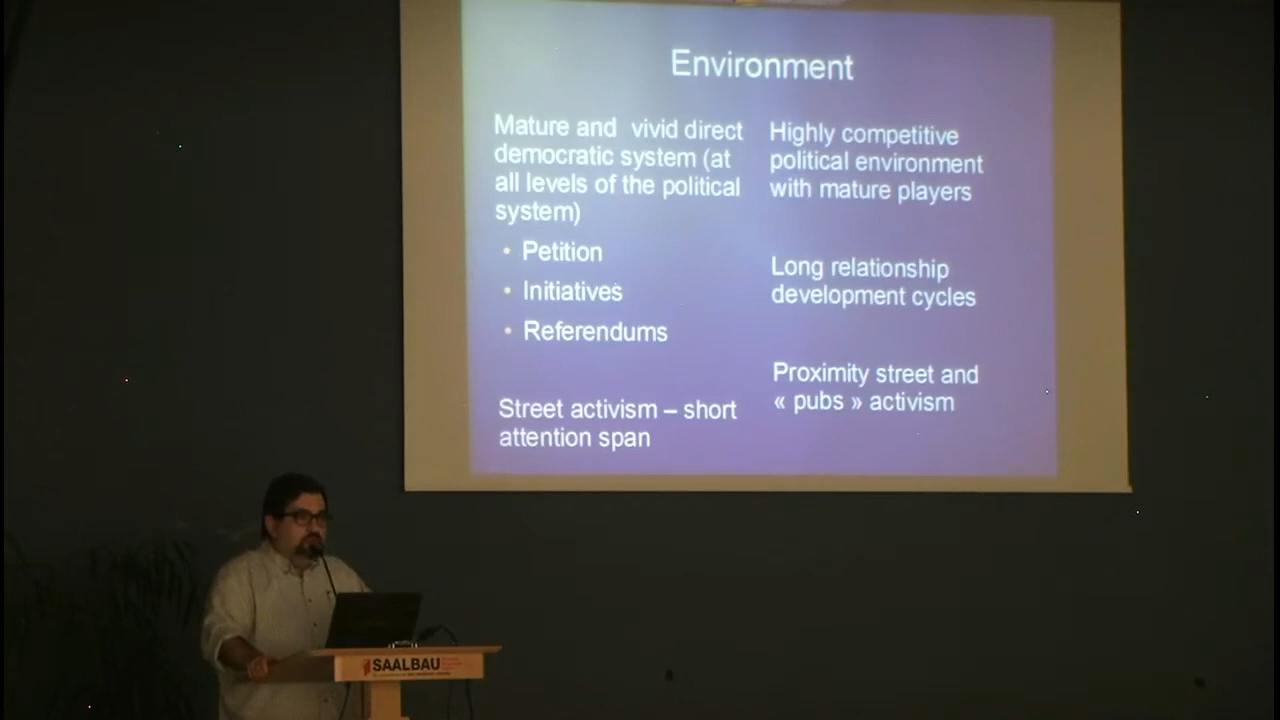 Environment
Mature and vivid direct
democratic system (at
all levels of the political
system)
• Petition
• Initiatives
• Referendums
Street activism – short
attention span
Highly competitive
political environment
with mature players
Long relationship
development cycles
Proximity street and
« pubs » activism
SAALBAU